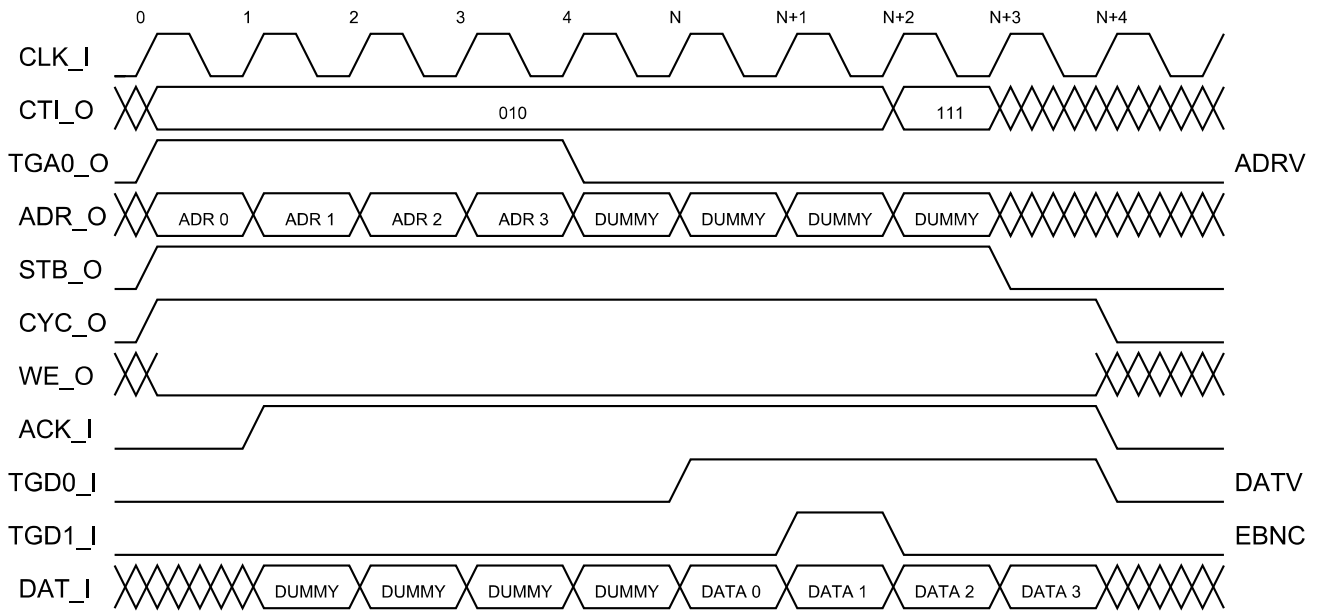 0 1 2 3 4 N N+1 N+2 N+3 N+4
CLK_I
CTI_O 010 111
TGA0_O ADRV
ADR_O ADR 0 ADR 1 ADR 2 ADR 3 DUMMY DUMMY DUMMY DUMMY
STB_O
CYC_O
WE_O
ACK_I
TGD0_I DATV
TGD1_I EBNC
DAT_I DUMMY DUMMY DUMMY DUMMY DATA 0 DATA 1 DATA 2 DATA 3